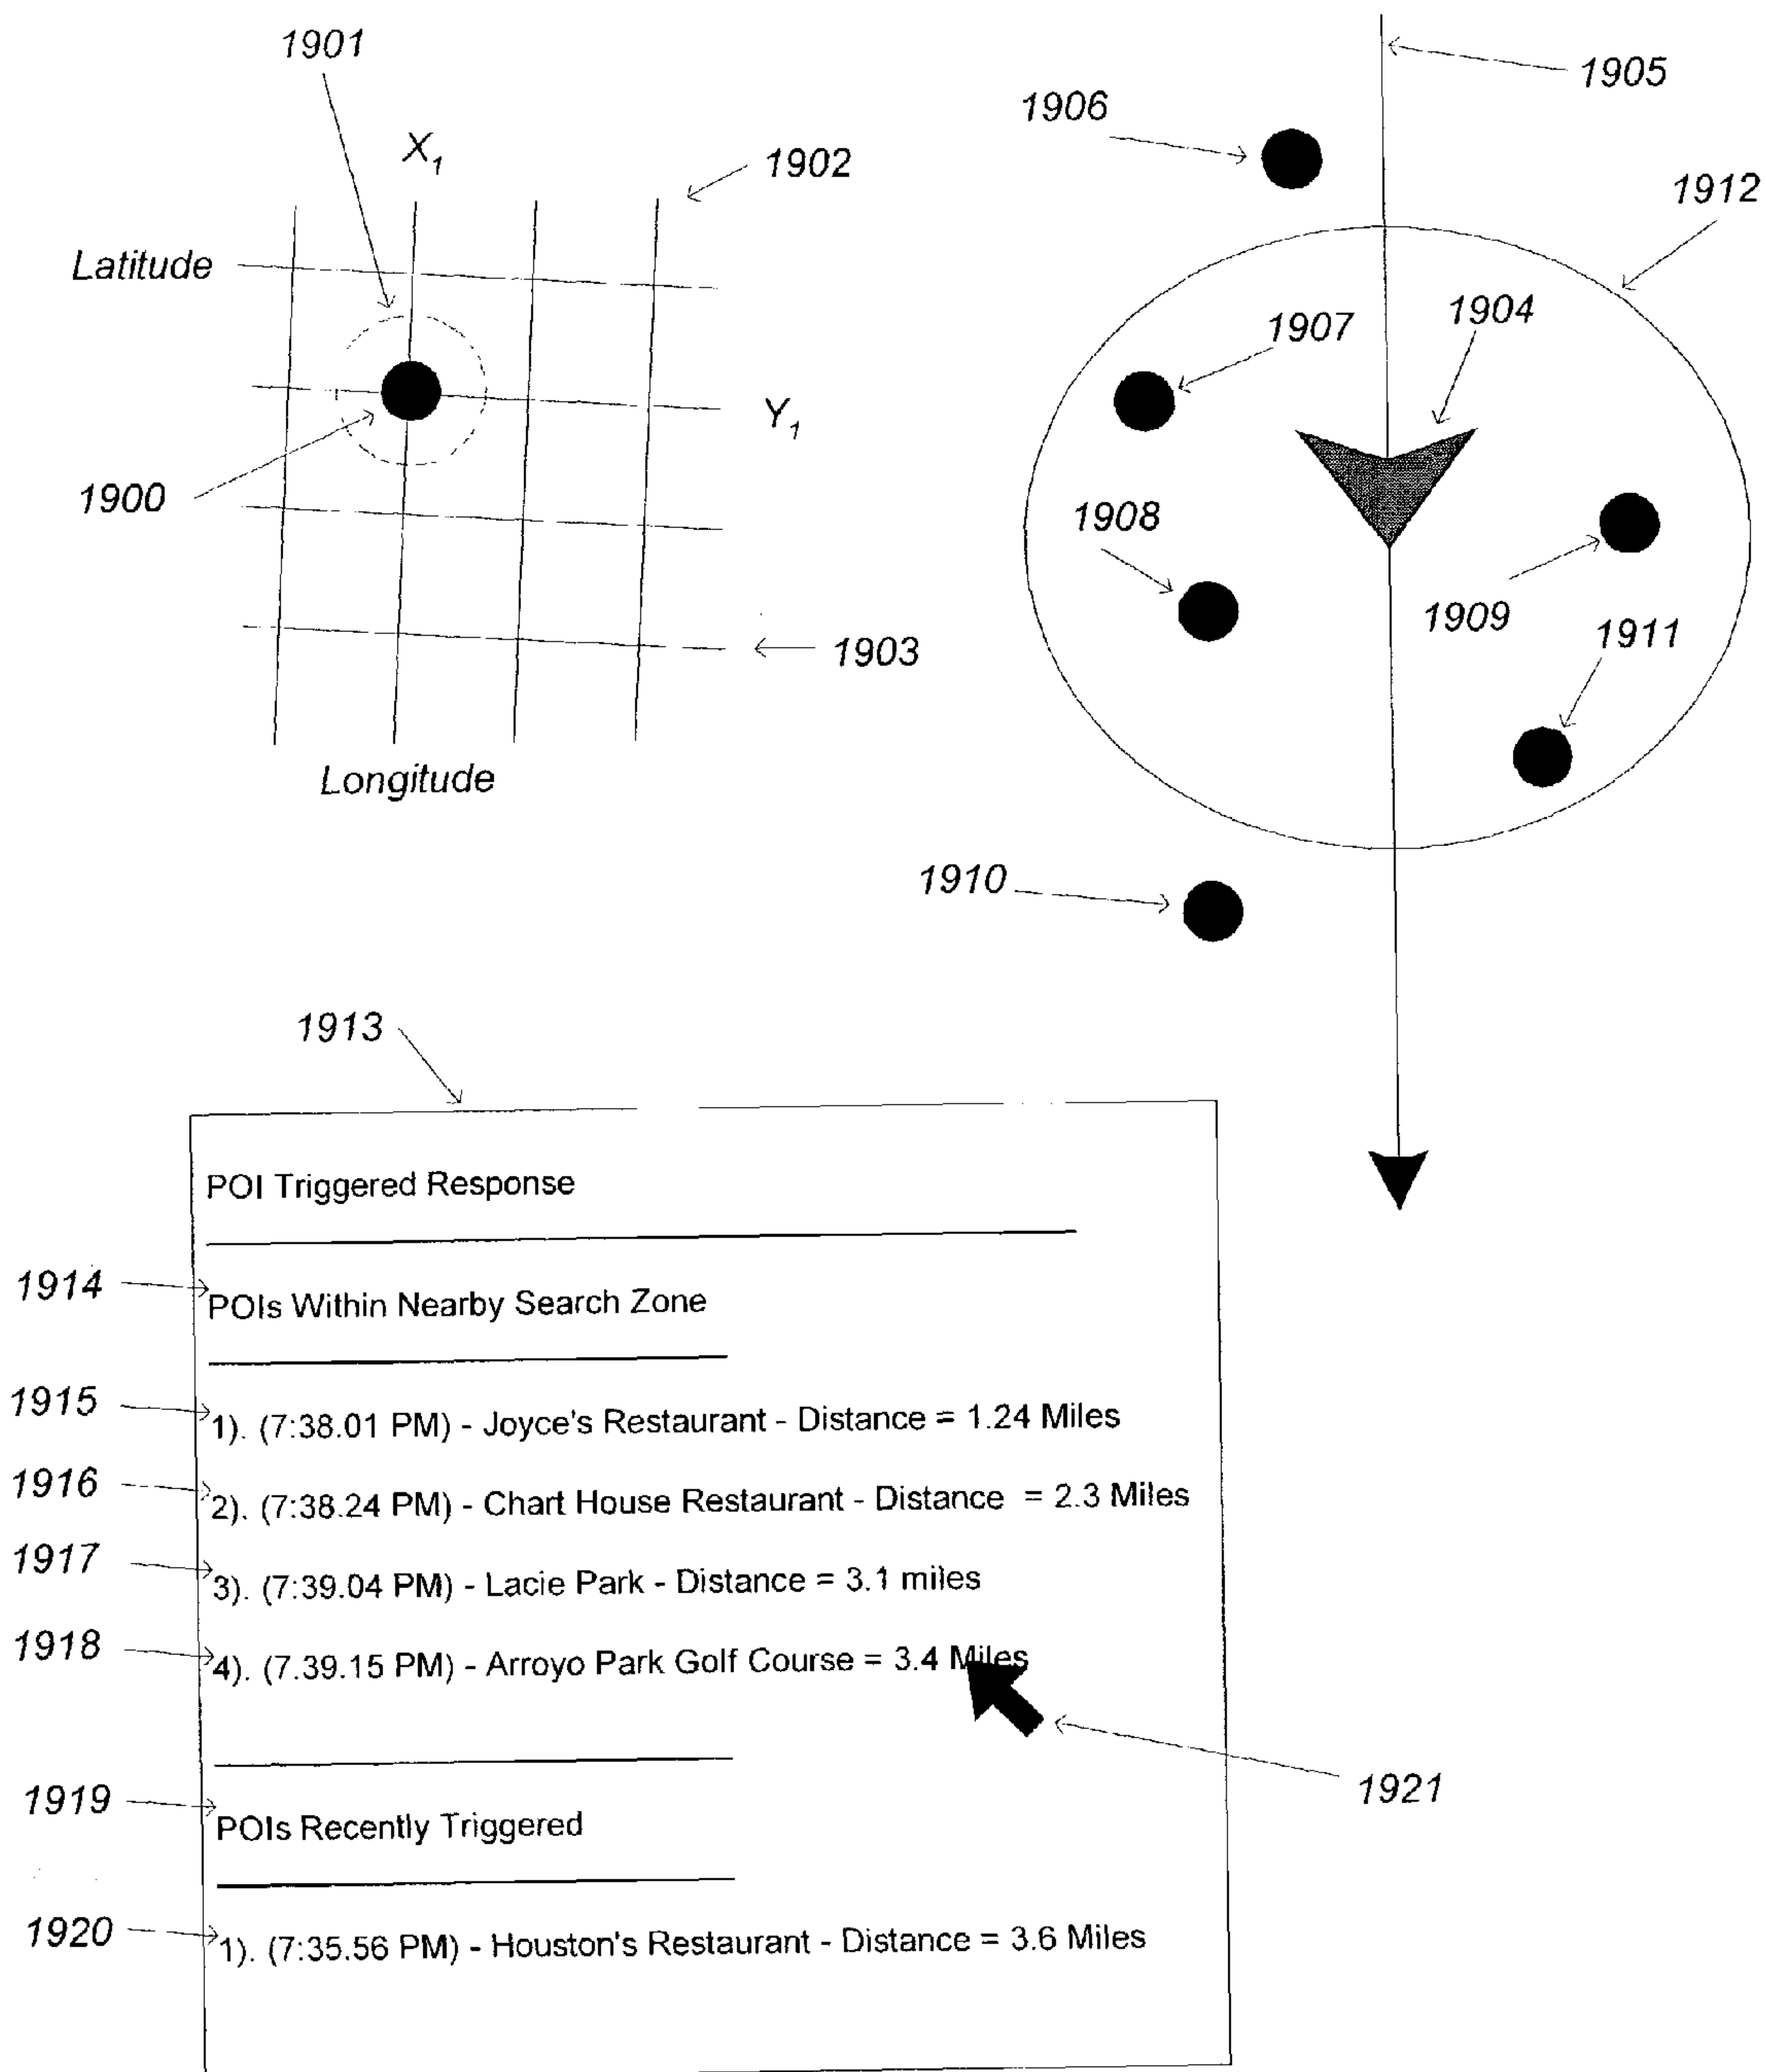 1901
1905
1906
X1
1902
1912
Latitude
1904
1907
Y1
1900
1908
1909
1911
1903
Longitude
1910
1913
POI Triggered Response
1914
POIs Within Nearby Search Zone
1915
1). (7:38.01 PM) - Joyce's Restaurant - Distance = 1.24 Miles
1916
2). (7:38.24 PM) - Chart House Restaurant - Distance = 2.3 Miles
1917
3). (7:39.04 PM) - Lacie Park - Distance = 3.1 miles
1918
4). (7.39.15 PM) - Arroyo Park Golf Course = 3.4 Miles
1921
1919
POIs Recently Triggered
1920
1). (7:35.56 PM) - Houston's Restaurant - Distance = 3.6 Miles